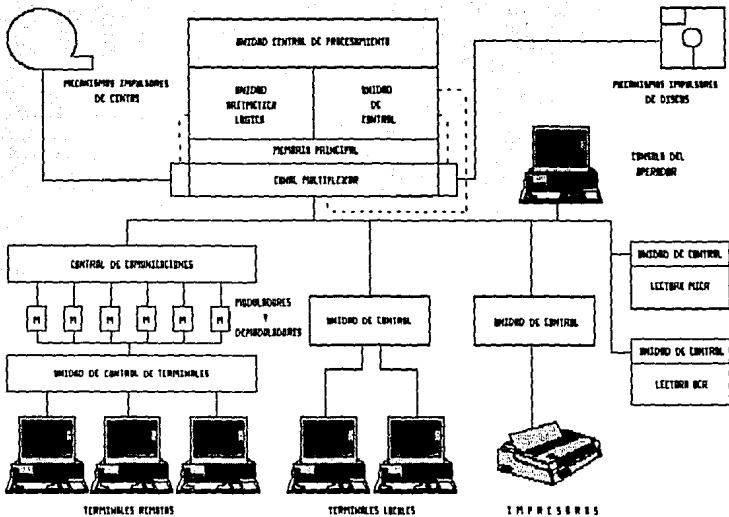 UNIDAD CENTRAL DE PROCESAMIENTO
MECANISMOS IMPULSORES
DE CINTAS
UNIDAD
ARITMETICA
LOGICA
UNIDAD
DE
CONTROL
MECANISMOS IMPULSORES
DE DISCOS
MEMORIA PRINCIPAL
CANAL MULTIPLEXOR
CONSOLA DEL
OPERADOR
CONTROL DE COMUNICACIONES
M M M M M M
MODULADORES
Y
DEMODULADORES
UNIDAD DE CONTROL
UNIDAD DE CONTROL
UNIDAD DE CONTROL
LECTORA MICR
UNIDAD DE CONTROL
LECTORA OCR
UNIDAD DE CONTROL DE TERMINALES
TERMINALES REMOTAS
TERMINALES LOCALES
IMPRESORAS